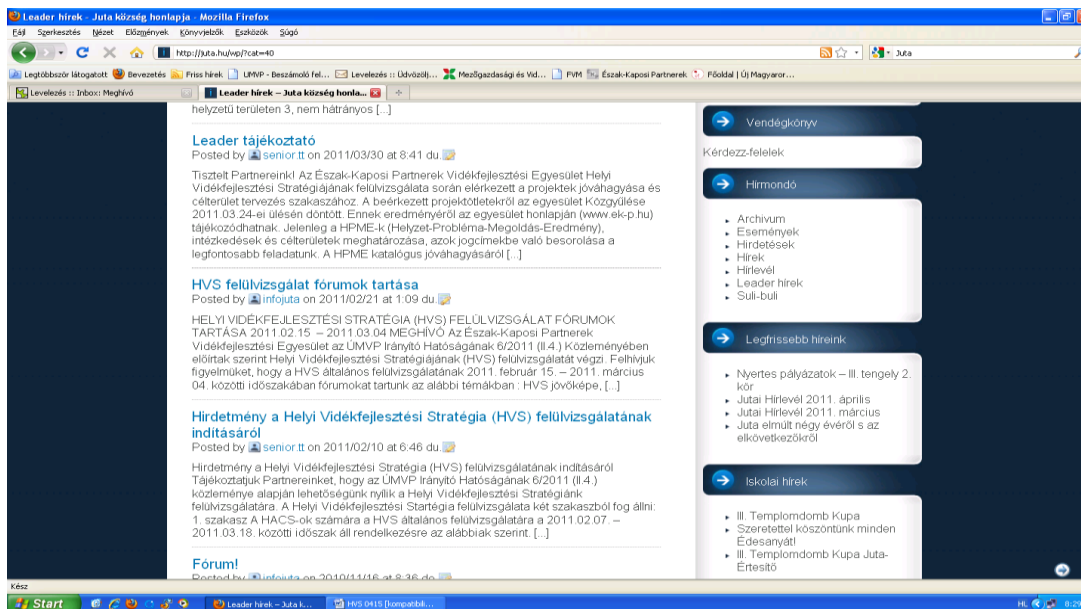 Leader hírek - Juta község honlapja - Mozilla Firefox
Fájl Szerkesztés Nézet Előzmények Könyvjelzők Eszközök Súgó
http://juta.hu/wp/?cat=40
Juta
Legtöbbször látogatott Bevezetés Friss hírek UMVP - Beszámoló fel... Levelezés :: Üdvözölj... Mezőgazdasági és Vid... FVM Észak-Kaposi Partnerek Főoldal | Új Magyaror...
Levelezés :: Inbox: Meghívó
Leader hírek – Juta község honla...
helyzetű területen 3, nem hátrányos [...]
Leader tájékoztató
Posted by senior.tt on 2011/03/30 at 8:41 du.
Tisztelt Partnereink! Az Észak-Kaposi Partnerek Vidékfejlesztési Egyesület Helyi
Vidékfejlesztési Stratégiájának felülvizsgálata során elérkezett a projektek jóváhagyása és
célterület tervezés szakaszához. A beérkezett projektötletekről az egyesület Közgyűlése
2011.03.24-ei ülésén döntött. Ennek eredményéről az egyesület honlapján (www.ek-p.hu)
tájékozódhatnak. Jelenleg a HPME-k (Helyzet-Probléma-Megoldás-Eredmény),
intézkedések és célterületek meghatározása, azok jogcímekbe való besorolása a
legfontosabb feladatunk. A HPME katalógus jóváhagyásáról [...]
HVS felülvizsgálat fórumok tartása
Posted by infojuta on 2011/02/21 at 1:09 du.
HELYI VIDÉKFEJLESZTÉSI STRATÉGIA (HVS) FELÜLVIZSGÁLAT FÓRUMOK
TARTÁSA 2011.02.15 – 2011.03.04 MEGHÍVÓ Az Észak-Kaposi Partnerek
Vidékfejlesztési Egyesület az ÚMVP Irányító Hatóságának 6/2011 (II.4.) Közleményében
előírtak szerint Helyi Vidékfejlesztési Stratégiájának (HVS) felülvizsgálatát végzi. Felhívjuk
figyelmüket, hogy a HVS általános felülvizsgálatának 2011. február 15. – 2011. március
04. közötti időszakában fórumokat tartunk az alábbi témákban : HVS jövőképe, [...]
Hirdetmény a Helyi Vidékfejlesztési Stratégia (HVS) felülvizsgálatának
indításáról
Posted by senior.tt on 2011/02/10 at 6:46 du.
Hirdetmény a Helyi Vidékfejlesztési Stratégia (HVS) felülvizsgálatának indításáról
Tájékoztatjuk Partnereinket, hogy az ÚMVP Irányító Hatóságának 6/2011 (II.4.)
közleménye alapján lehetőségünk nyílik a Helyi Vidékfejlesztési Stratégiánk
felülvizsgálatára. A Helyi Vidékfejlesztési Startégia felülvizsgálata két szakaszból fog állni:
1. szakasz A HACS-ok számára a HVS általános felülvizsgálatára a 2011.02.07. –
2011.03.18. közötti időszak áll rendelkezésre az alábbiak szerint. [...]
Fórum!
Posted by infojuta on 2010/11/16 at 8:36 de.
Vendégkönyv
Kérdezz-felelek
Hírmondó
Archivum
Események
Hirdetések
Hírek
Hírlevél
Leader hírek
Suli-buli
Legfrissebb híreink
Nyertes pályázatok – III. tengely 2.
kör
Jutai Hírlevél 2011. április
Jutai Hírlevél 2011. március
Juta elmúlt négy évéről s az
elkövetkezőkről
Iskolai hírek
III. Templomdomb Kupa
Szeretettel köszöntünk minden
Édesanyát!
III. Templomdomb Kupa Juta-
Értesítő
Kész
Start
Leader hírek – Juta k...
HVS 0415 [kompatibili...
HL
8:29